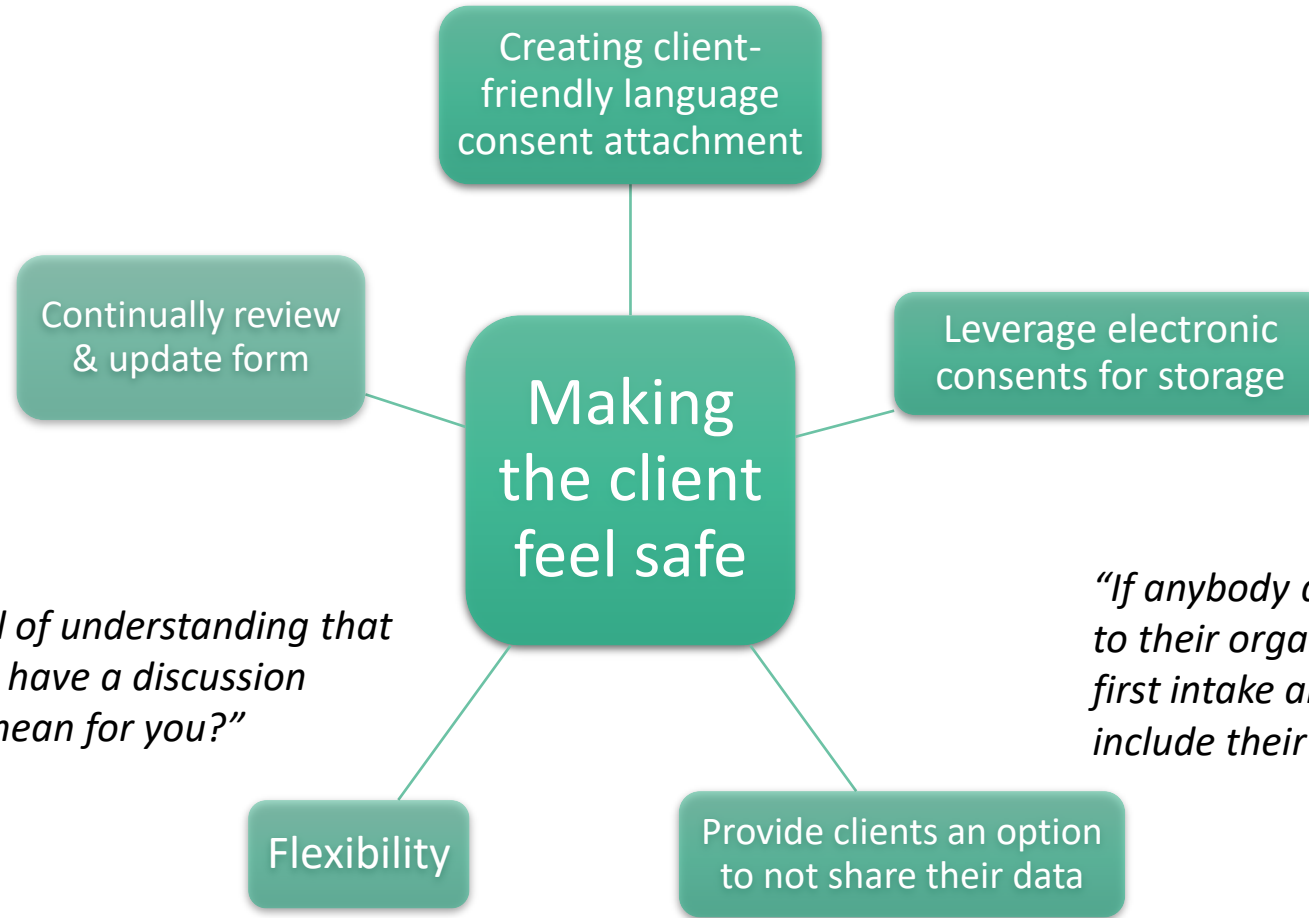 Creating client-
friendly language
consent attachment
Continually review
& update form
Leverage electronic
consents for storage
Making
the client
feel safe
of understanding that
have a discussion
mean for you?”
“If anybody
to their
first intake
include their
Flexibility
Provide clients an option
to not share their data